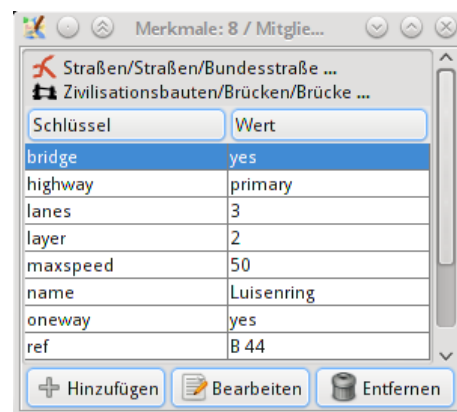 Merkmale: 8 / Mitglie...
Straßen/Straßen/Bundesstraße ...
Zivilisationsbauten/Brücken/Brücke ...
Schlüssel Wert
bridge yes
highway primary
lanes 3
layer 2
maxspeed 50
name Luisenring
oneway yes
ref B 44
Hinzufügen Bearbeiten Entfernen